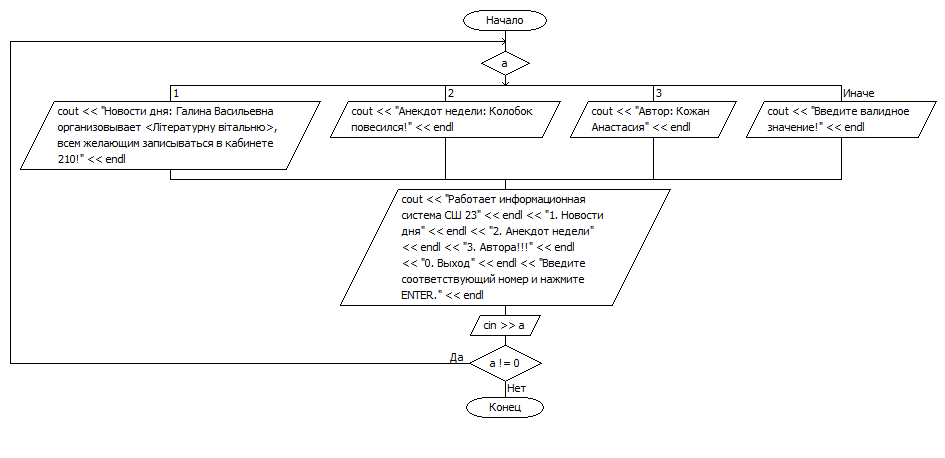 Начало
a
1
2
3
Иначе
cout << "Новости дня: Галина Васильевна
организовывает <Літературну вітальню>,
всем желающим записываться в кабинете
210!" << endl
cout << "Анекдот недели: Колобок
повесился!" << endl
cout << "Автор: Кожан
Анастасия" << endl
cout << "Введите валидное
значение!" << endl
cout << "Работает информационная
система СШ 23" << endl << "1. Новости
дня" << endl << "2. Анекдот недели"
<< endl << "3. Автора!!!" << endl
<< "0. Выход" << endl << "Введите
соответствующий номер и нажмите
ENTER." << endl
cin >> a
Да
a != 0
Нет
Конец